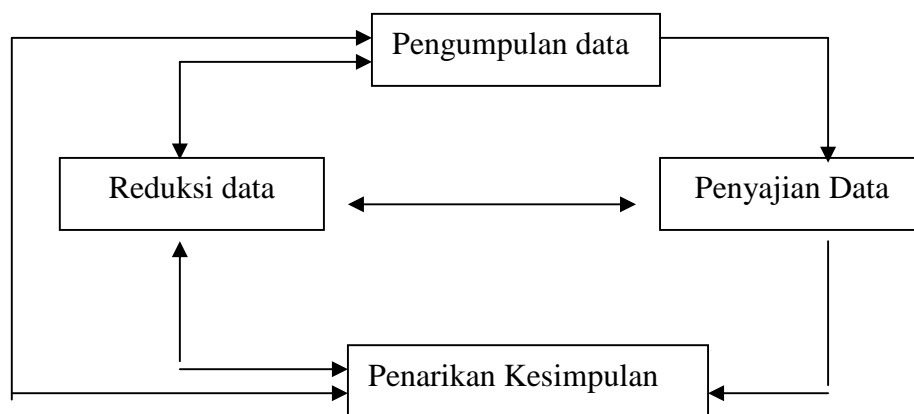 Pengumpulan data
Reduksi data
Penyajian Data
Penarikan Kesimpulan